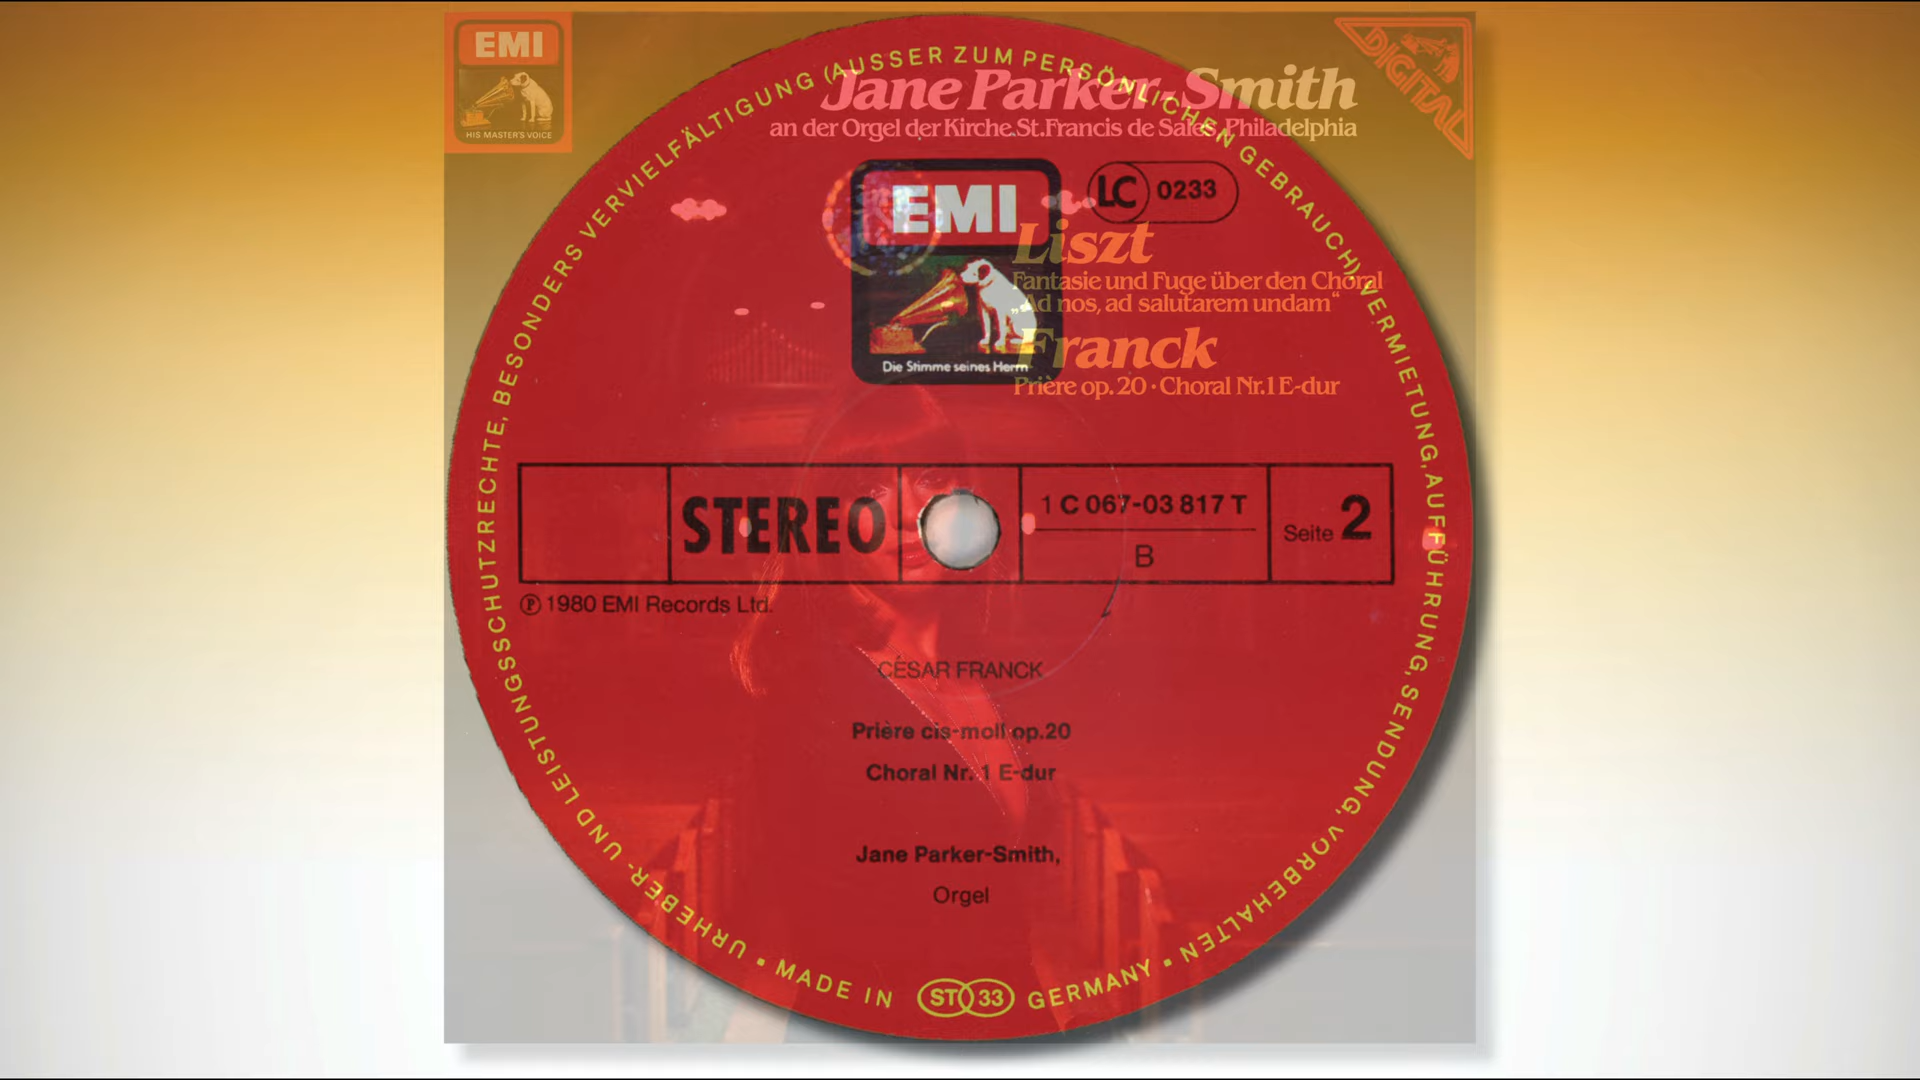 EMI
HIS MASTER'S VOICE
DIGITAL
Jane Parker-Smith
an der Orgel der Kirche St. Francis de Sales, Philadelphia
Liszt
Fantasie und Fuge über den Choral
„Ad nos, ad salutarem undam“
Franck
Prière op. 20 · Choral Nr. 1 E-dur
URHEBER- UND LEISTUNGSSCHUTZRECHTE, BESONDERS VERVIELFÄLTIGUNG (AUSSER ZUM PERSÖNLICHEN GEBRAUCH), VERMIETUNG, AUFFÜHRUNG, SENDUNG, VORBEHALTEN
EMI
Die Stimme seines Herrn
LC 0233
STEREO
1 C 067-03 817 T
B
Seite 2
℗ 1980 EMI Records Ltd.
CÉSAR FRANCK
Prière cis-moll op.20
Choral Nr. 1 E-dur
Jane Parker-Smith,
Orgel
• MADE IN ST 33 GERMANY •